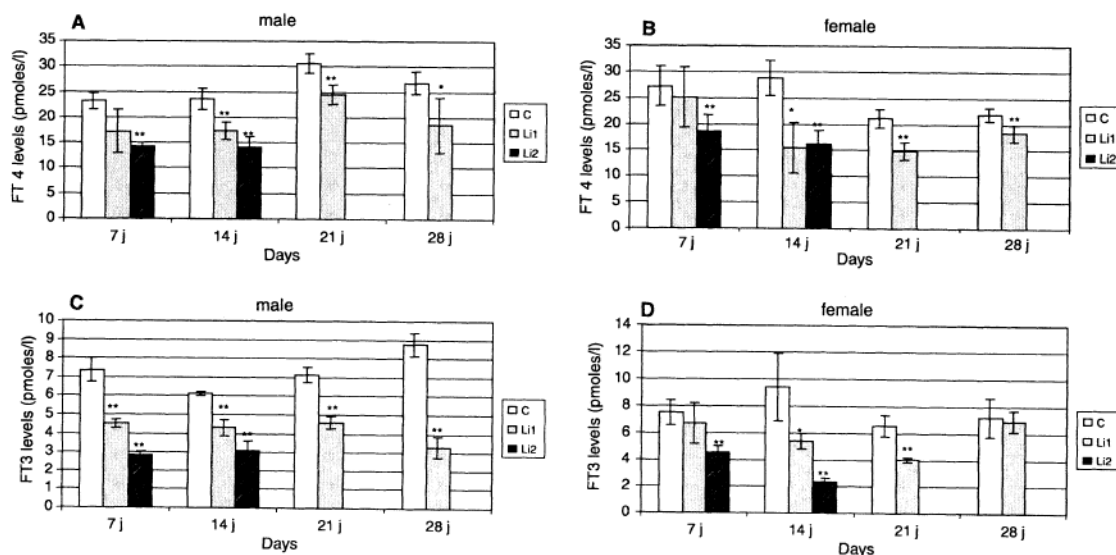 A
male
FT 4 levels (pmoles/l)
35
30
25
20
15
10
5
0
**
**
**
**
*
7 j
14 j
21 j
28 j
Days
C
Li1
Li2
B
female
FT 4 levels (pmoles/l)
35
30
25
20
15
10
5
0
**
*
**
**
**
7 j
14 j
21 j
28 j
Days
C
Li1
Li2
C
male
FT3 levels (pmoles/l)
10
9
8
7
6
5
4
3
2
1
0
**
**
**
**
**
**
7 j
14 j
21 j
28 j
Days
C
Li1
Li2
D
female
FT3 levels (pmoles/l)
14
12
10
8
6
4
2
0
**
*
**
**
7 j
14 j
21 j
28 j
Days
C
Li1
Li2